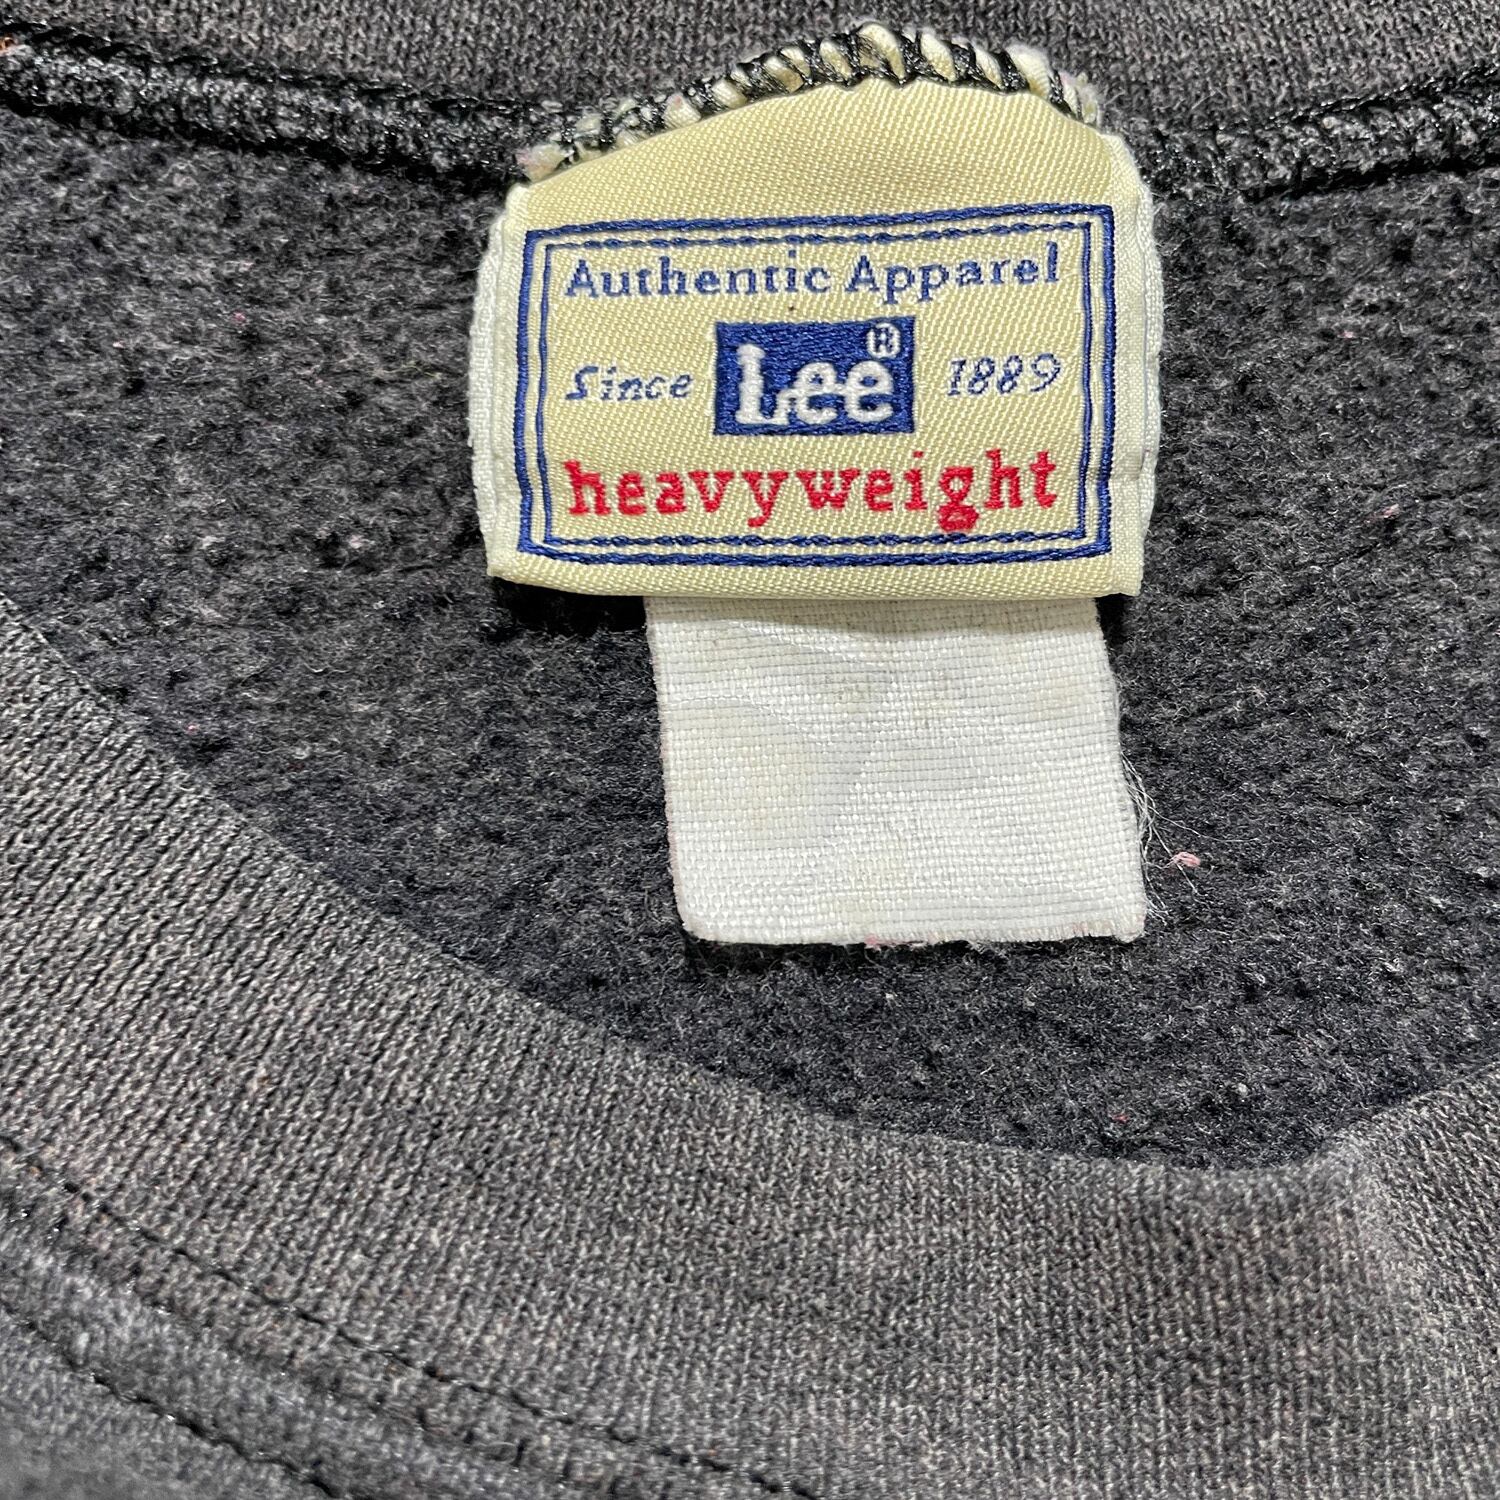 Authentic Apparel
Since Lee® 1889
heavyweight